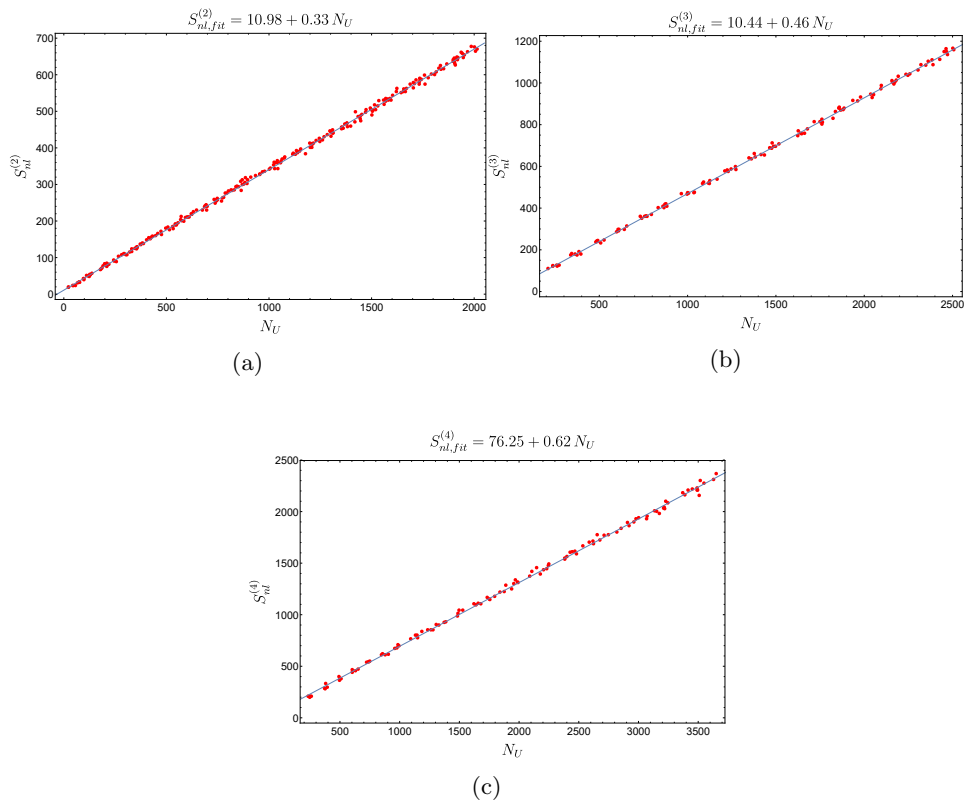 S_{nl,fit}^{(2)} = 10.98 + 0.33 N_U
S_{nl}^{(2)}
700
600
500
400
300
200
100
0
0 500 1000 1500 2000
N_U
(a)
S_{nl,fit}^{(3)} = 10.44 + 0.46 N_U
S_{nl}^{(3)}
1200
1000
800
600
400
200
0
500 1000 1500 2000 2500
N_U
(b)
S_{nl,fit}^{(4)} = 76.25 + 0.62 N_U
S_{nl}^{(4)}
2500
2000
1500
1000
500
0
500 1000 1500 2000 2500 3000 3500
N_U
(c)